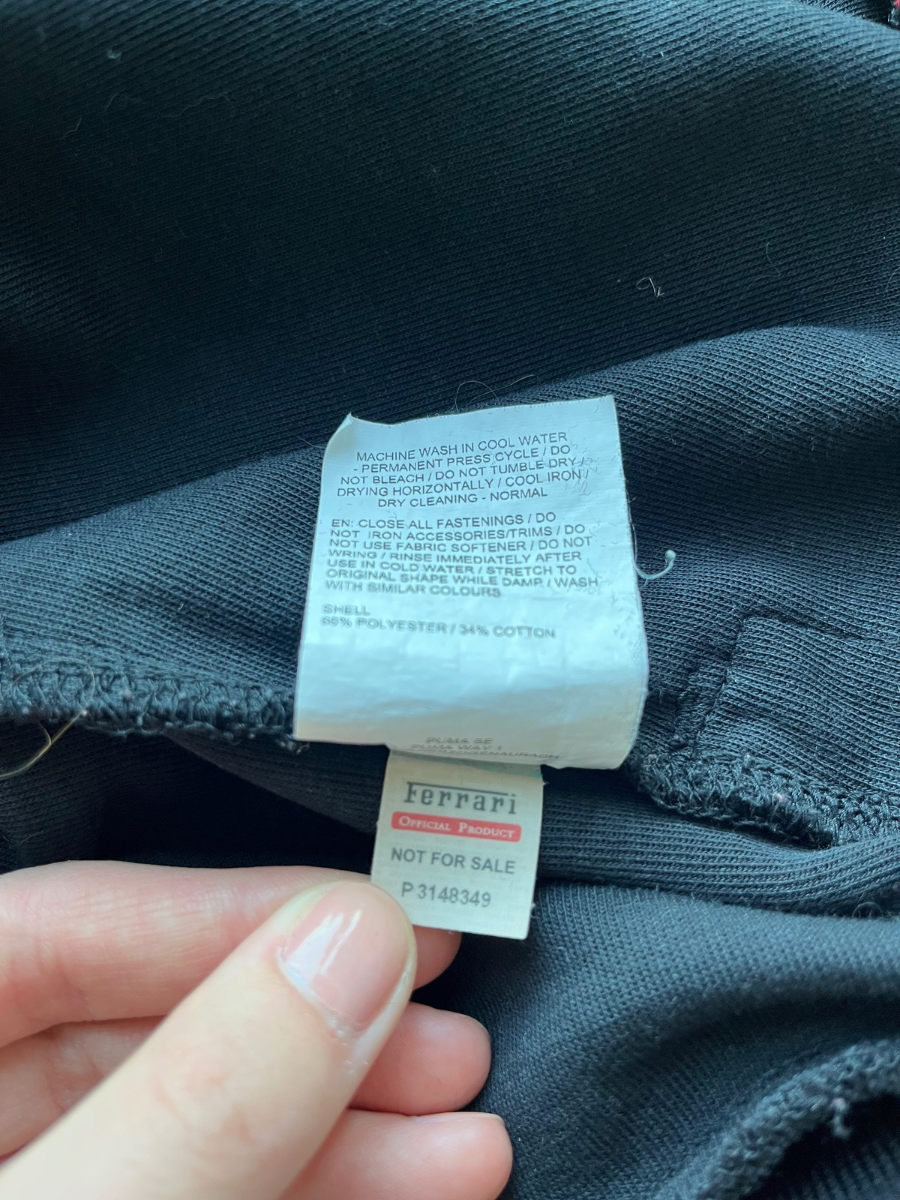 MACHINE WASH IN COOL WATER
- PERMANENT PRESS CYCLE / DO
NOT BLEACH / DO NOT TUMBLE DRY /
DRYING HORIZONTALLY / COOL IRON /
DRY CLEANING - NORMAL
EN: CLOSE ALL FASTENINGS / DO
NOT IRON ACCESSORIES/TRIMS / DO
NOT USE FABRIC SOFTENER / DO NOT
WRING / RINSE IMMEDIATELY AFTER
USE IN COLD WATER / STRETCH TO
ORIGINAL SHAPE WHILE DAMP. / WASH
WITH SIMILAR COLOURS
SHELL
66% POLYESTER / 34% COTTON
PUMA SE
PUMA WAY 1
Ferrari
OFFICIAL PRODUCT
NOT FOR SALE
P 3148349